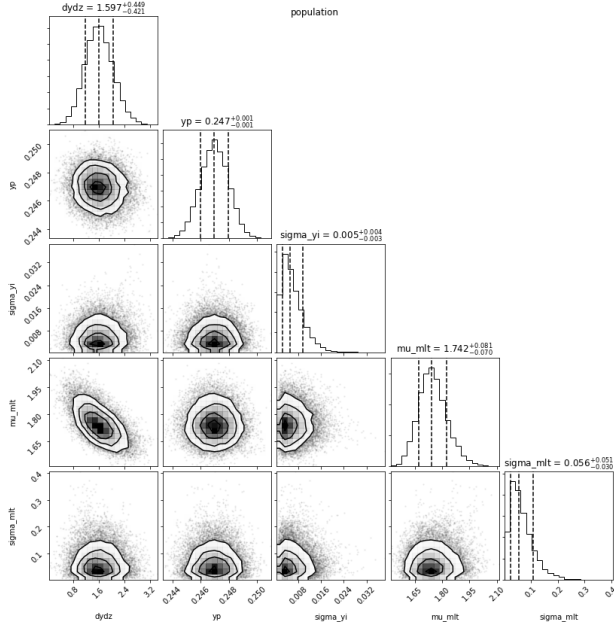 population
dydz = 1.597 +0.449 −0.421
yp = 0.247 +0.001 −0.001
sigma_yi = 0.005 +0.004 −0.003
mu_mlt = 1.742 +0.081 −0.070
sigma_mlt = 0.056 +0.051 −0.030
yp
0.250
0.248
0.246
0.244
sigma_yi
0.032
0.024
0.016
0.008
mu_mlt
2.10
1.95
1.80
1.65
sigma_mlt
0.4
0.3
0.2
0.1
0.8 1.6 2.4 3.2
0.244 0.246 0.248 0.250
0.008 0.016 0.024 0.032
1.65 1.80 1.95 2.10
0.1 0.2 0.3 0.4
dydz yp sigma_yi mu_mlt sigma_mlt